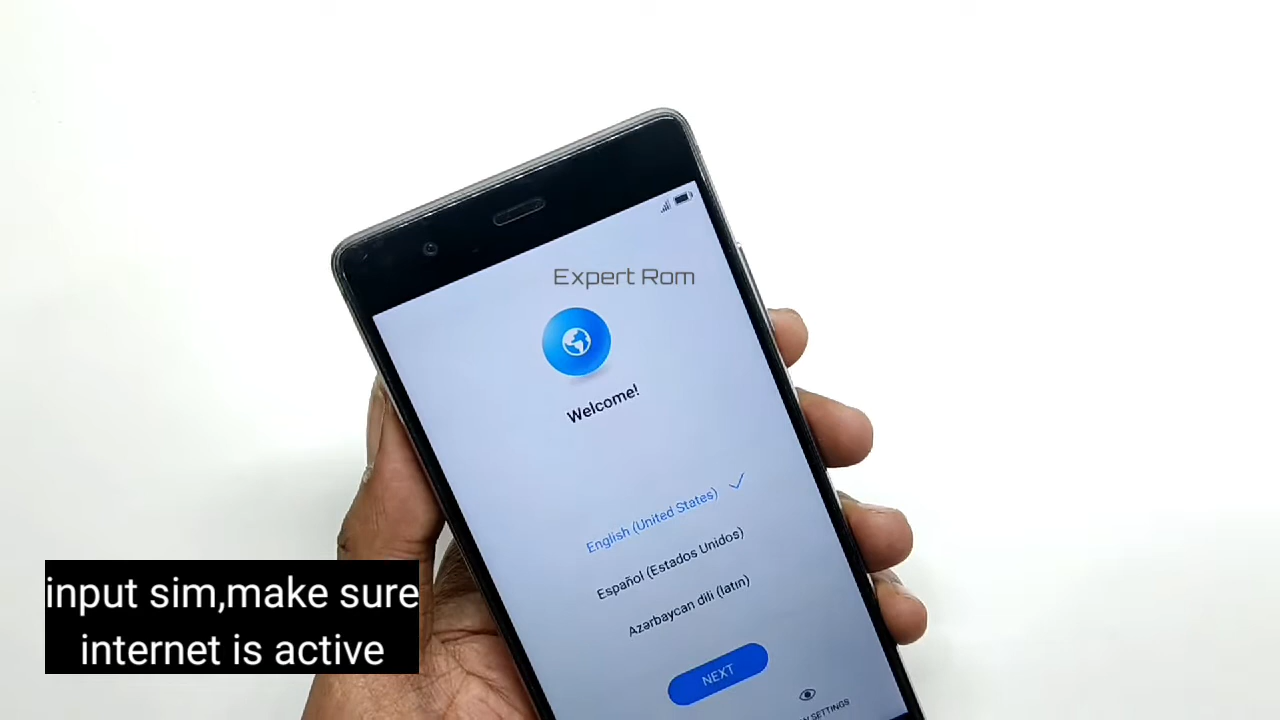 Expert Rom
Welcome!
English (United States)
Español (Estados Unidos)
Azərbaycan dili (latın)
NEXT
SETTINGS
input sim,make sure
internet is active